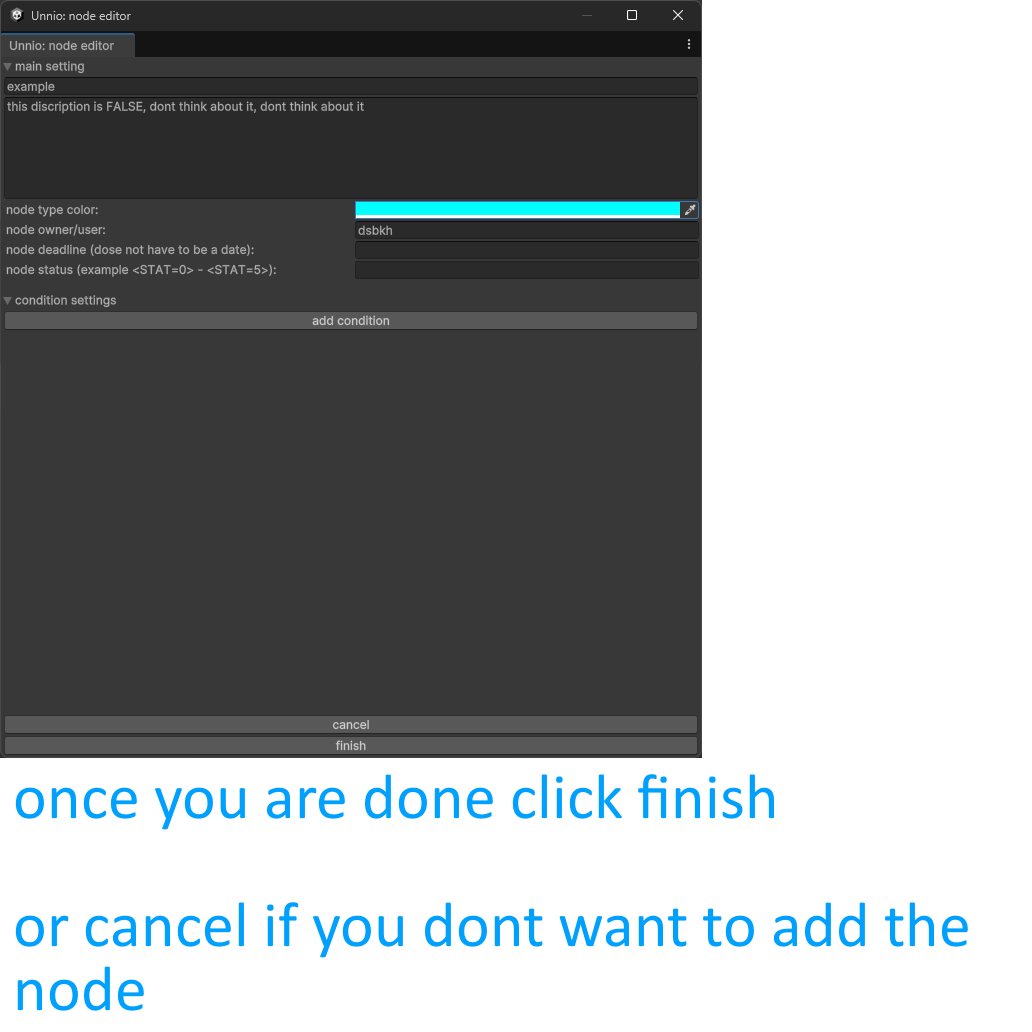 Unnio: node editor
Unnio: node editor
main setting
example
this discription is FALSE, dont think about it, dont think about it
node type color:
node owner/user: dsbkh
node deadline (dose not have to be a date):
node status (example <STAT=0> - <STAT=5>):
condition settings
add condition
cancel
finish
once you are done click finish
or cancel if you dont want to add the
node